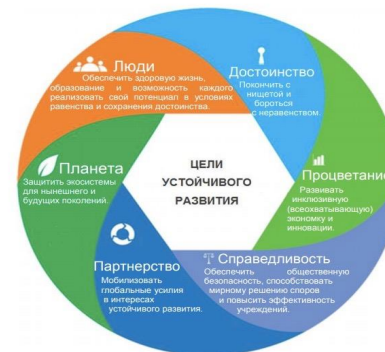 Люди
Обеспечить здоровую жизнь,
образование и возможность каждого
реализовать свой потенциал в условиях
равенства и сохранения достоинства.
Достоинство
Покончить с
нищетой и
бороться
с неравенством.
Процветание
Развивать
инклюзивную
(всеохватывающую)
экономику и
инновации.
Справедливость
Обеспечить общественную
безопасность, способствовать
мирному решению споров
и повысить эффективность
учреждений.
Партнерство
Мобилизовать
глобальные усилия
в интересах
устойчивого развития.
Планета
Защитить экосистемы
для нынешнего и
будущих поколений.
ЦЕЛИ
УСТОЙЧИВОГО
РАЗВИТИЯ